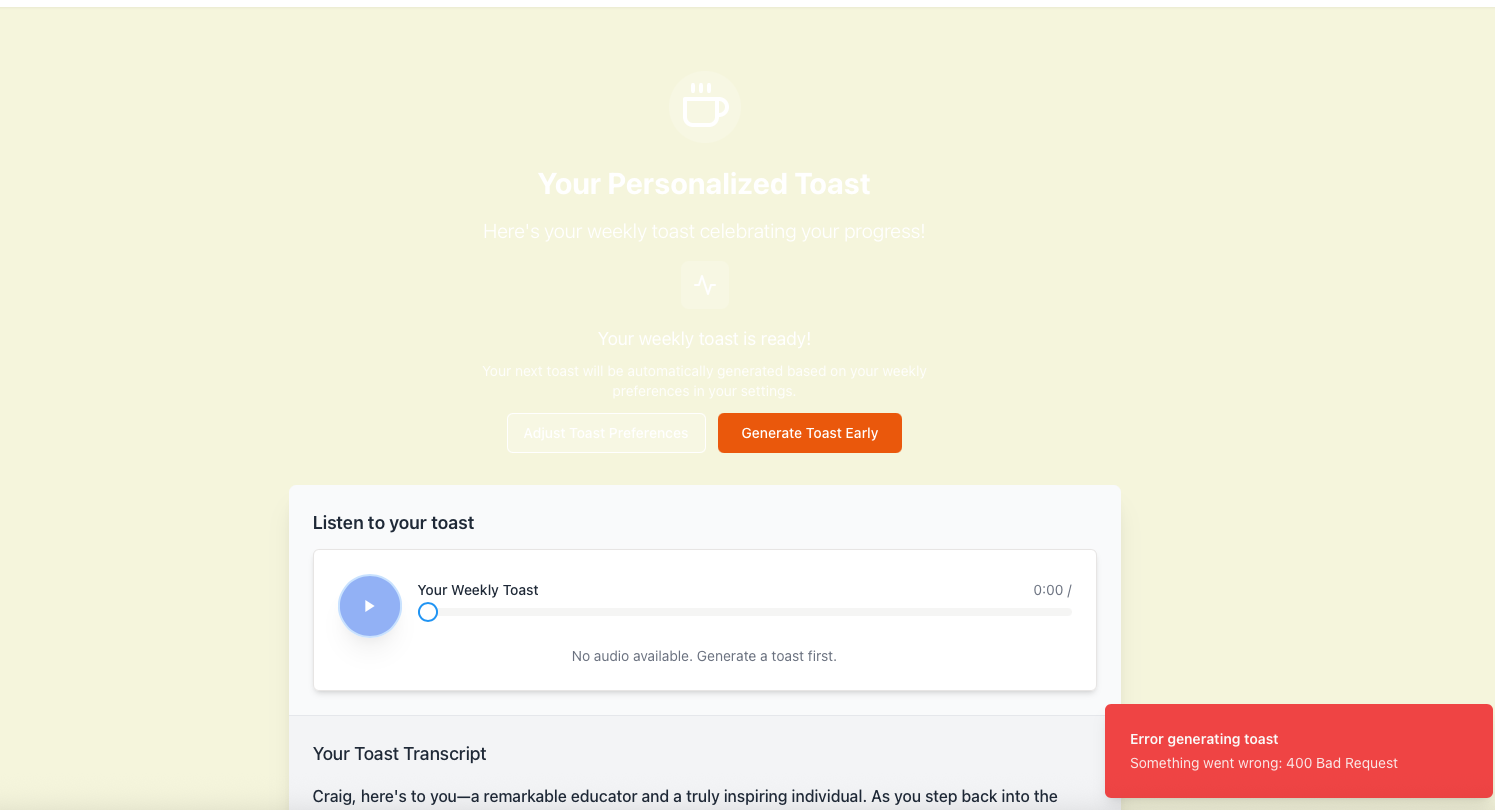 Your Personalized Toast
Here's your weekly toast celebrating your progress!
Your weekly toast is ready!
Your next toast will be automatically generated based on your weekly
preferences in your settings.
Adjust Toast Preferences
Generate Toast Early
Listen to your toast
Your Weekly Toast
0:00 /
No audio available. Generate a toast first.
Your Toast Transcript
Craig, here's to you—a remarkable educator and a truly inspiring individual. As you step back into the
Error generating toast
Something went wrong: 400 Bad Request